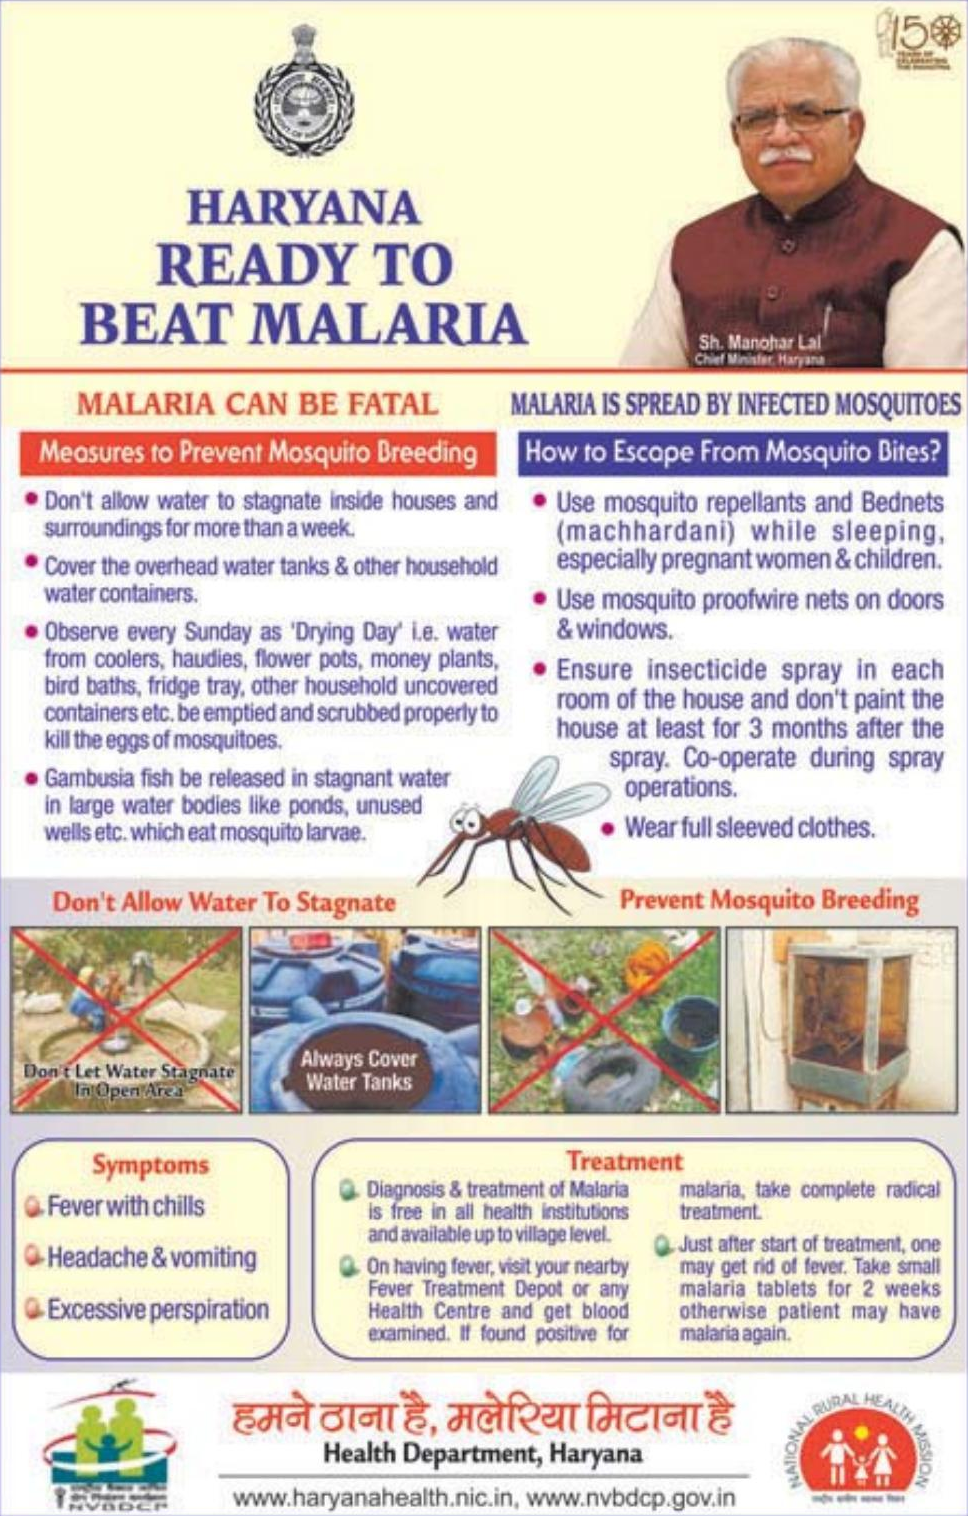 150
YEARS OF
CELEBRATING
THE MAHATMA
GOVT. OF HARYANA
HARYANA
READY TO
BEAT MALARIA
Sh. Manohar Lal
Chief Minister, Haryana
MALARIA CAN BE FATAL
Measures to Prevent Mosquito Breeding
Don't allow water to stagnate inside houses and
surroundings for more than a week.
Cover the overhead water tanks & other household
water containers.
Observe every Sunday as 'Drying Day' i.e. water
from coolers, haudies, flower pots, money plants,
bird baths, fridge tray, other household uncovered
containers etc. be emptied and scrubbed properly to
kill the eggs of mosquitoes.
Gambusia fish be released in stagnant water
in large water bodies like ponds, unused
wells etc. which eat mosquito larvae.
MALARIA IS SPREAD BY INFECTED MOSQUITOES
How to Escape From Mosquito Bites?
Use mosquito repellants and Bednets
(machhardani) while sleeping,
especially pregnant women & children.
Use mosquito proofwire nets on doors
& windows.
Ensure insecticide spray in each
room of the house and don't paint the
house at least for 3 months after the
spray. Co-operate during spray
operations.
Wear full sleeved clothes.
Don't Allow Water To Stagnate
Prevent Mosquito Breeding
Don't Let Water Stagnate
In Open Area
Always Cover
Water Tanks
Symptoms
Fever with chills
Headache & vomiting
Excessive perspiration
Treatment
Diagnosis & treatment of Malaria
is free in all health institutions
and available up to village level.
On having fever, visit your nearby
Fever Treatment Depot or any
Health Centre and get blood
examined. If found positive for
malaria, take complete radical
treatment.
Just after start of treatment, one
may get rid of fever. Take small
malaria tablets for 2 weeks
otherwise patient may have
malaria again.
NVBDCP
हमने ठाना है, मलेरिया मिटाना है
Health Department, Haryana
www.haryanahealth.nic.in, www.nvbdcp.gov.in
NATIONAL RURAL HEALTH MISSION